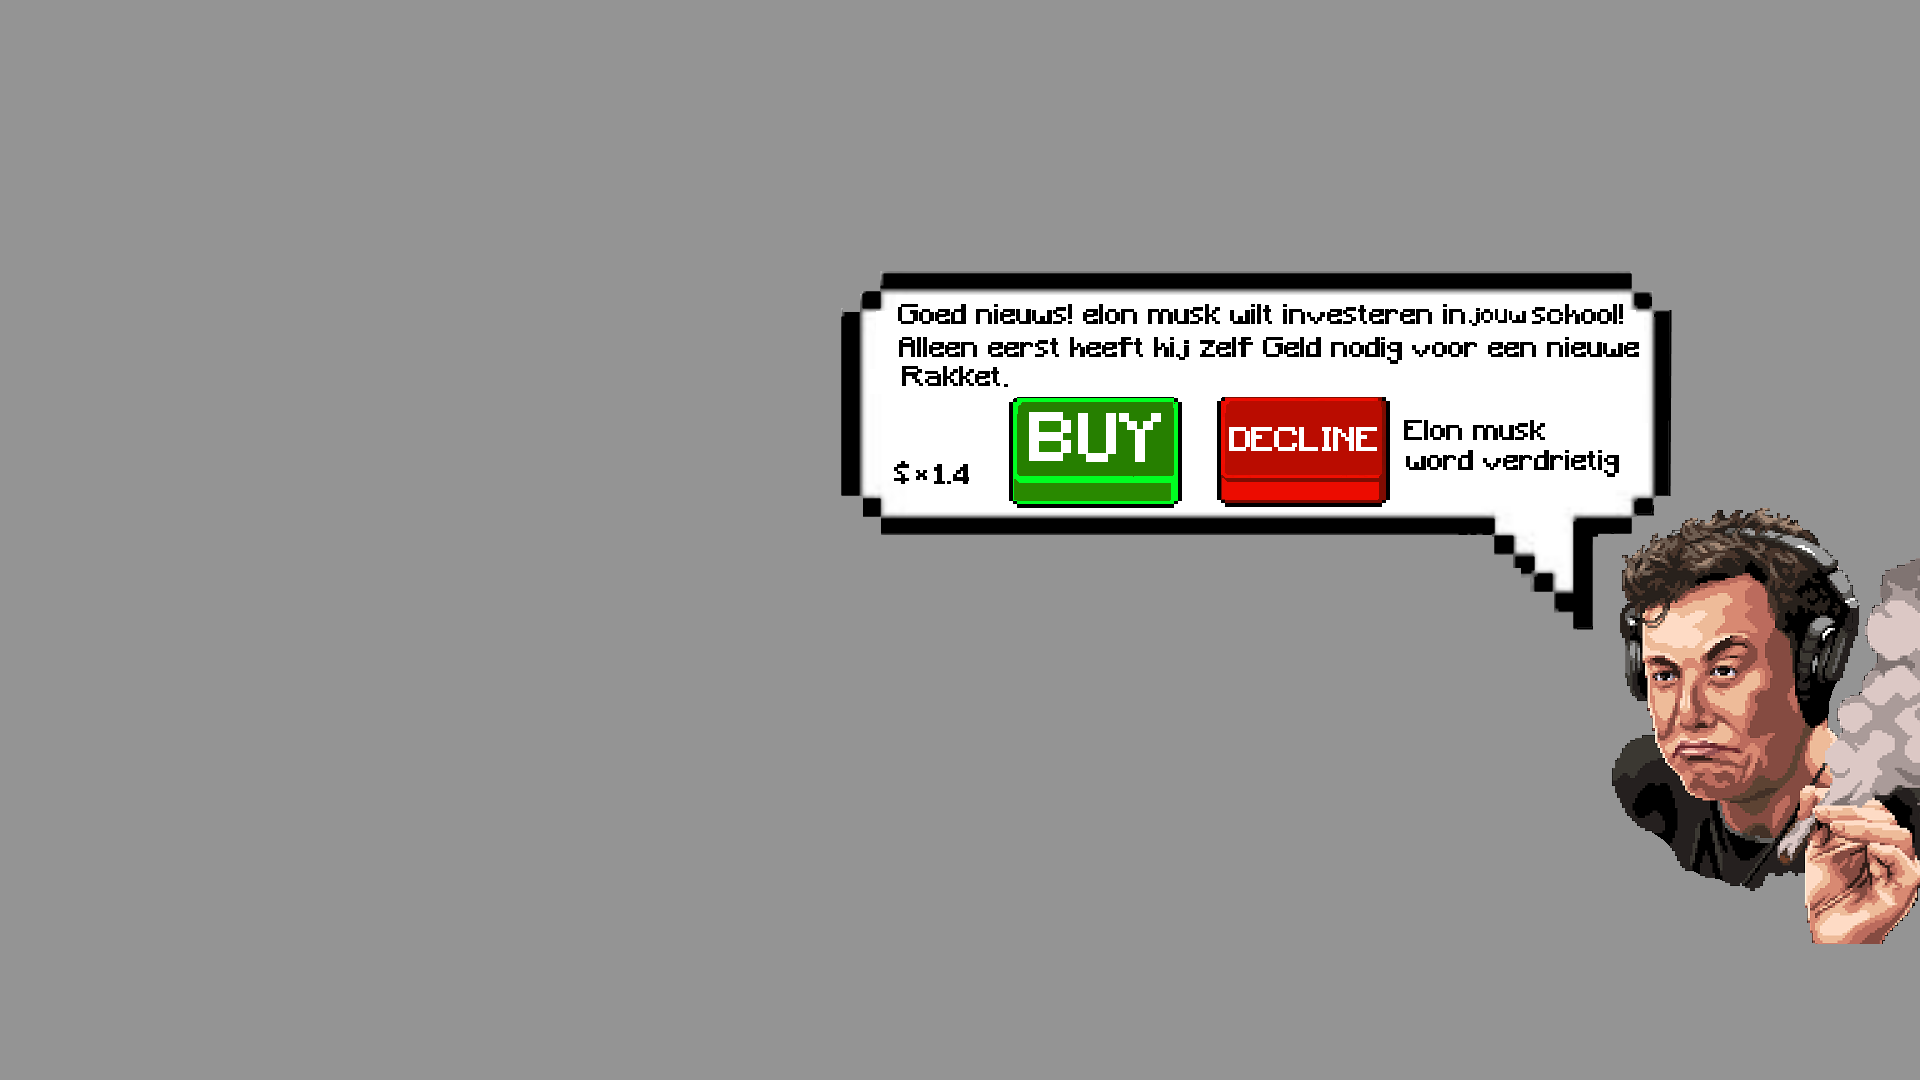 Goed nieuws! elon musk wilt investeren in jouw school!
Alleen eerst heeft hij zelf Geld nodig voor een nieuwe
Rakket.
BUY
DECLINE
Elon musk
word verdrietig
$×1.4